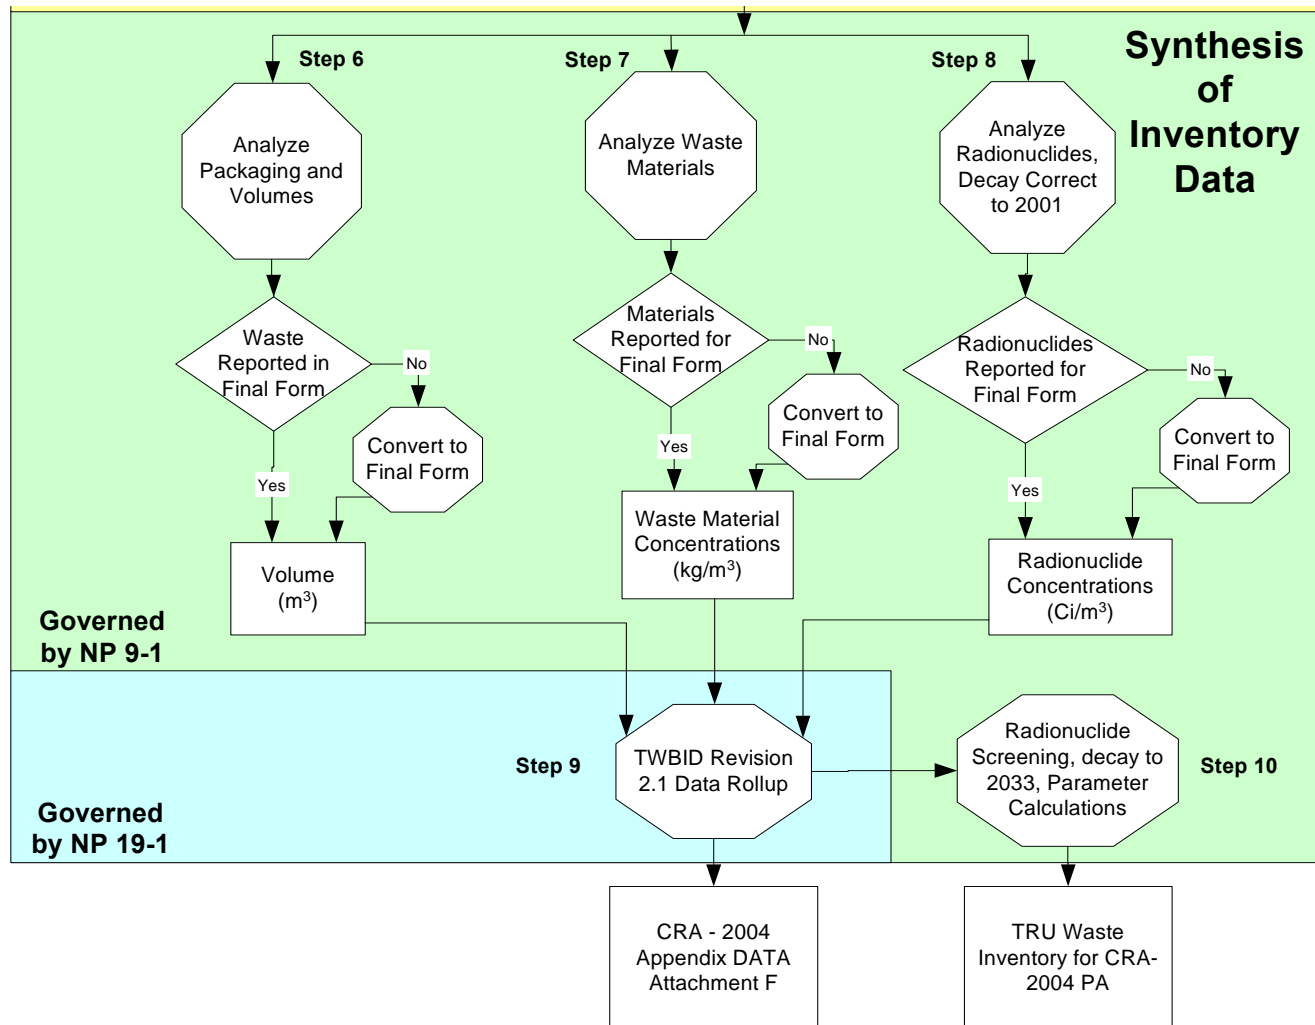 Synthesis
of
Inventory
Data
Step 6
Step 7
Step 8
Analyze
Packaging and
Volumes
Analyze Waste
Materials
Analyze
Radionuclides,
Decay Correct
to 2001
Waste
Reported in
Final Form
No
Convert to
Final Form
Yes
Materials
Reported for
Final Form
No
Convert to
Final Form
Yes
Radionuclides
Reported for
Final Form
No
Convert to
Final Form
Yes
Volume
(m³)
Waste Material
Concentrations
(kg/m³)
Radionuclide
Concentrations
(Ci/m³)
Governed
by NP 9-1
Step 9
TWBID Revision
2.1 Data Rollup
Radionuclide
Screening, decay to
2033, Parameter
Calculations
Step 10
Governed
by NP 19-1
CRA - 2004
Appendix DATA
Attachment F
TRU Waste
Inventory for CRA-
2004 PA